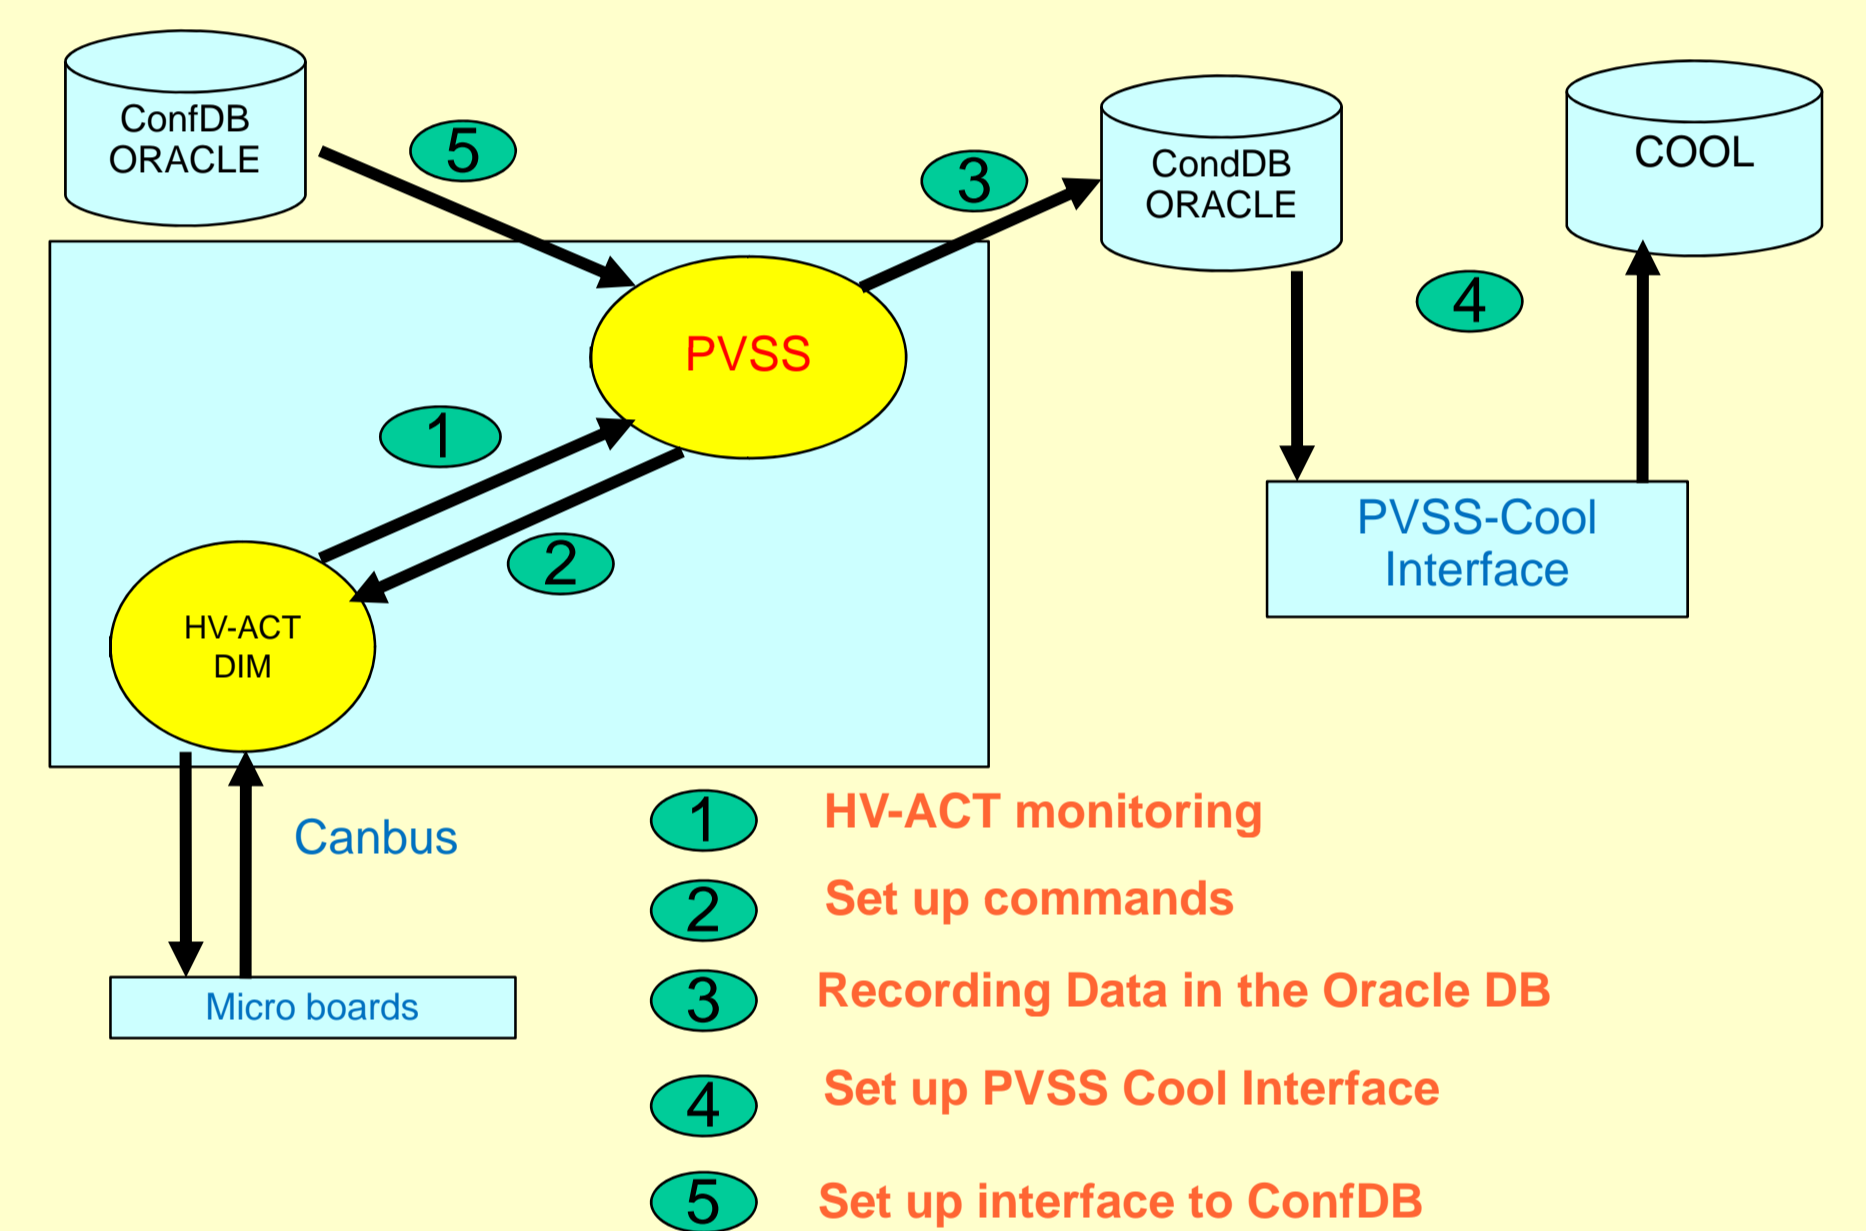 ConfDB
ORACLE
5
3
CondDB
ORACLE
COOL
4
PVSS
1
2
PVSS-Cool
Interface
HV-ACT
DIM
Canbus
Micro boards
1 HV-ACT monitoring
2 Set up commands
3 Recording Data in the Oracle DB
4 Set up PVSS Cool Interface
5 Set up interface to ConfDB